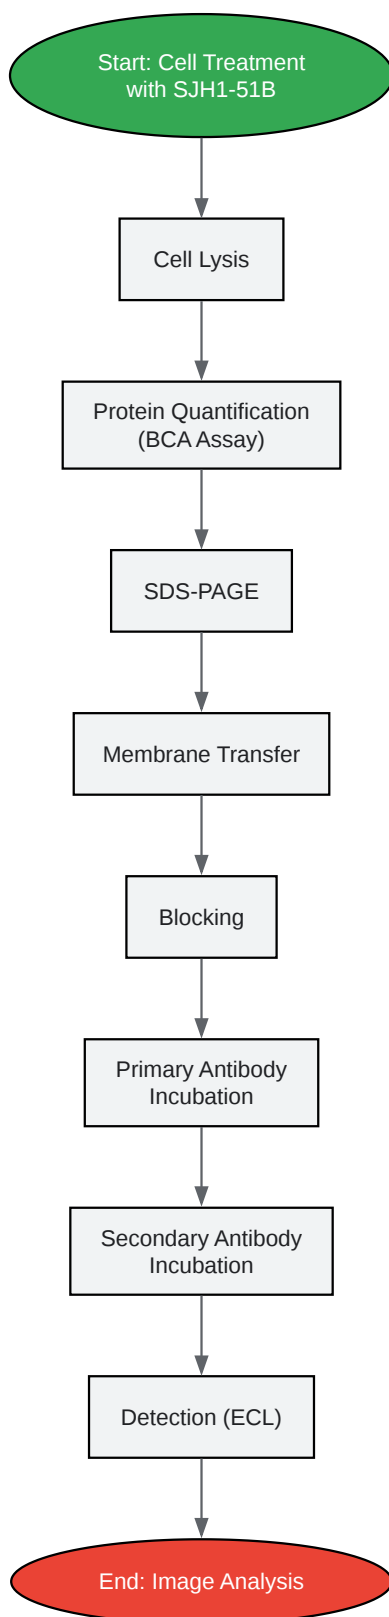 Start: Cell Treatment
with SJH1-51B
Cell Lysis
Protein Quantification
(BCA Assay)
SDS-PAGE
Membrane Transfer
Blocking
Primary Antibody
Incubation
Secondary Antibody
Incubation
Detection (ECL)
End: Image Analysis